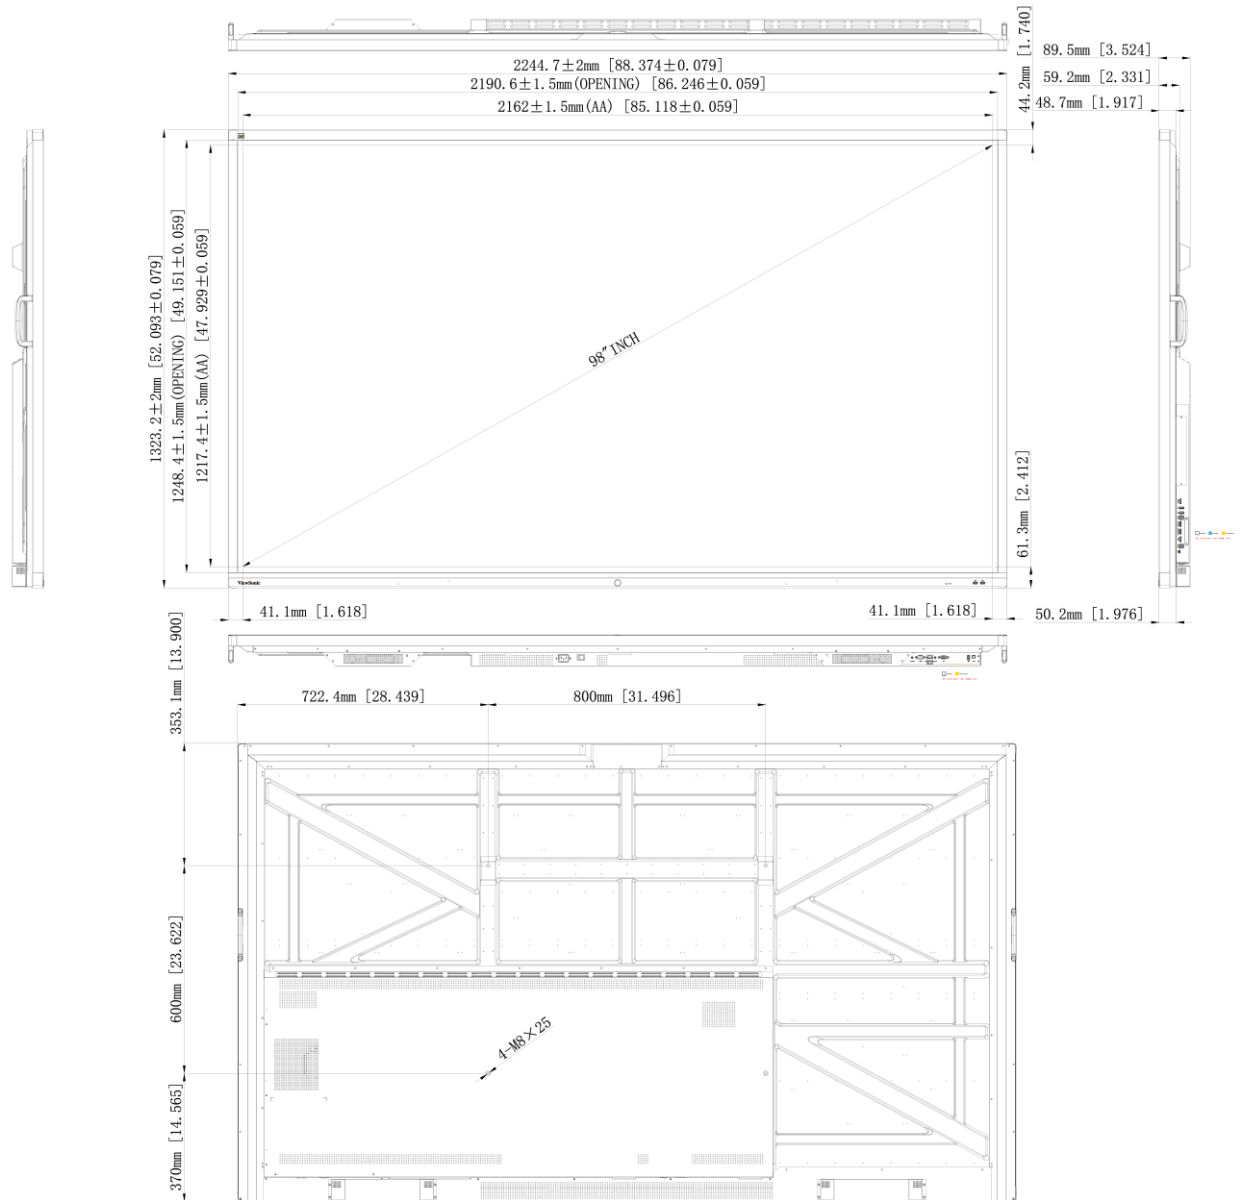 2244.7±2mm [88.374±0.079]
2190.6±1.5mm(OPENING) [86.246±0.059]
2162±1.5mm(AA) [85.118±0.059]
44.2mm [1.740]
89.5mm [3.524]
59.2mm [2.331]
48.7mm [1.917]
1323.2±2mm [52.093±0.079]
1248.4±1.5mm(OPENING) [49.151±0.059]
1217.4±1.5mm(AA) [47.929±0.059]
98″INCH
61.3mm [2.412]
ViewSonic
41.1mm [1.618]
41.1mm [1.618]
50.2mm [1.976]
353.1mm [13.900]
722.4mm [28.439]
800mm [31.496]
600mm [23.622]
4-M8×25
370mm [14.565]